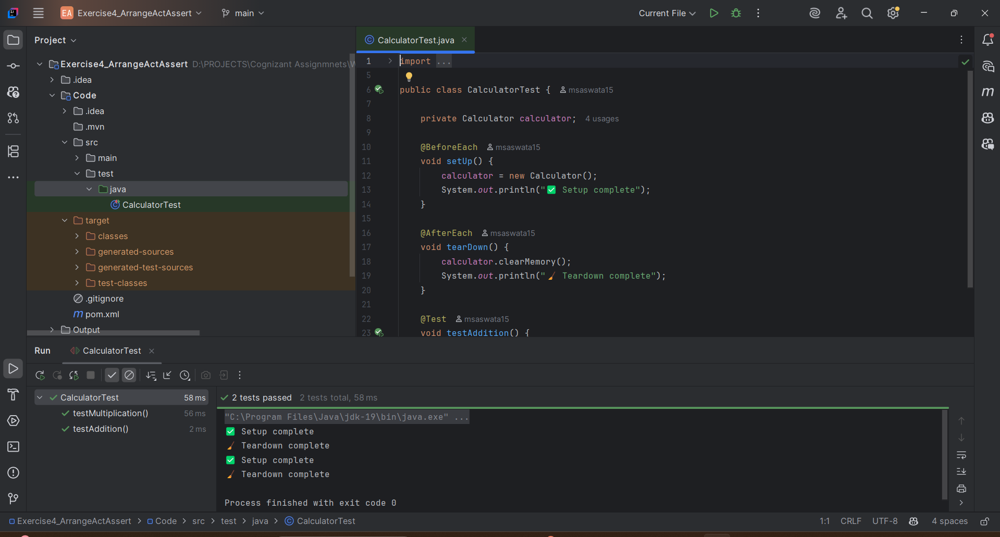 EA Exercise4_ArrangeActAssert main Current File
Project
Exercise4_ArrangeActAssert D:\PROJECTS\Cognizant Assignmnets\
.idea
Code
.idea
.mvn
src
main
test
java
CalculatorTest
target
classes
generated-sources
generated-test-sources
test-classes
.gitignore
m pom.xml
Output
CalculatorTest.java
1 import ...
5
6 public class CalculatorTest { msaswata15
7
8 private Calculator calculator; 4 usages
9
10 @BeforeEach msaswata15
11 void setUp() {
12 calculator = new Calculator();
13 System.out.println("✅ Setup complete");
14 }
15
16 @AfterEach msaswata15
17 void tearDown() {
18 calculator.clearMemory();
19 System.out.println("🧹 Teardown complete");
20 }
21
22 @Test msaswata15
23 void testAddition() {
Run CalculatorTest
CalculatorTest 58 ms
testMultiplication() 56 ms
testAddition() 2 ms
2 tests passed 2 tests total, 58 ms
"C:\Program Files\Java\jdk-19\bin\java.exe" ...
✅ Setup complete
🧹 Teardown complete
✅ Setup complete
🧹 Teardown complete
Process finished with exit code 0
Exercise4_ArrangeActAssert > Code > src > test > java > CalculatorTest 1:1 CRLF UTF-8 4 spaces